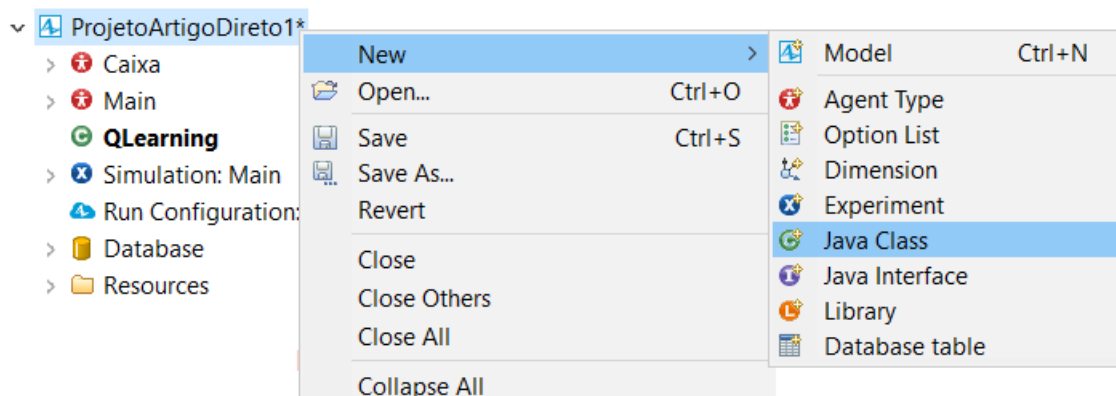 ProjetoArtigoDireto1*
Caixa
Main
QLearning
Simulation: Main
Run Configuration:
Database
Resources
New
Open... Ctrl+O
Save Ctrl+S
Save As...
Revert
Close
Close Others
Close All
Collapse All
Model Ctrl+N
Agent Type
Option List
Dimension
Experiment
Java Class
Java Interface
Library
Database table